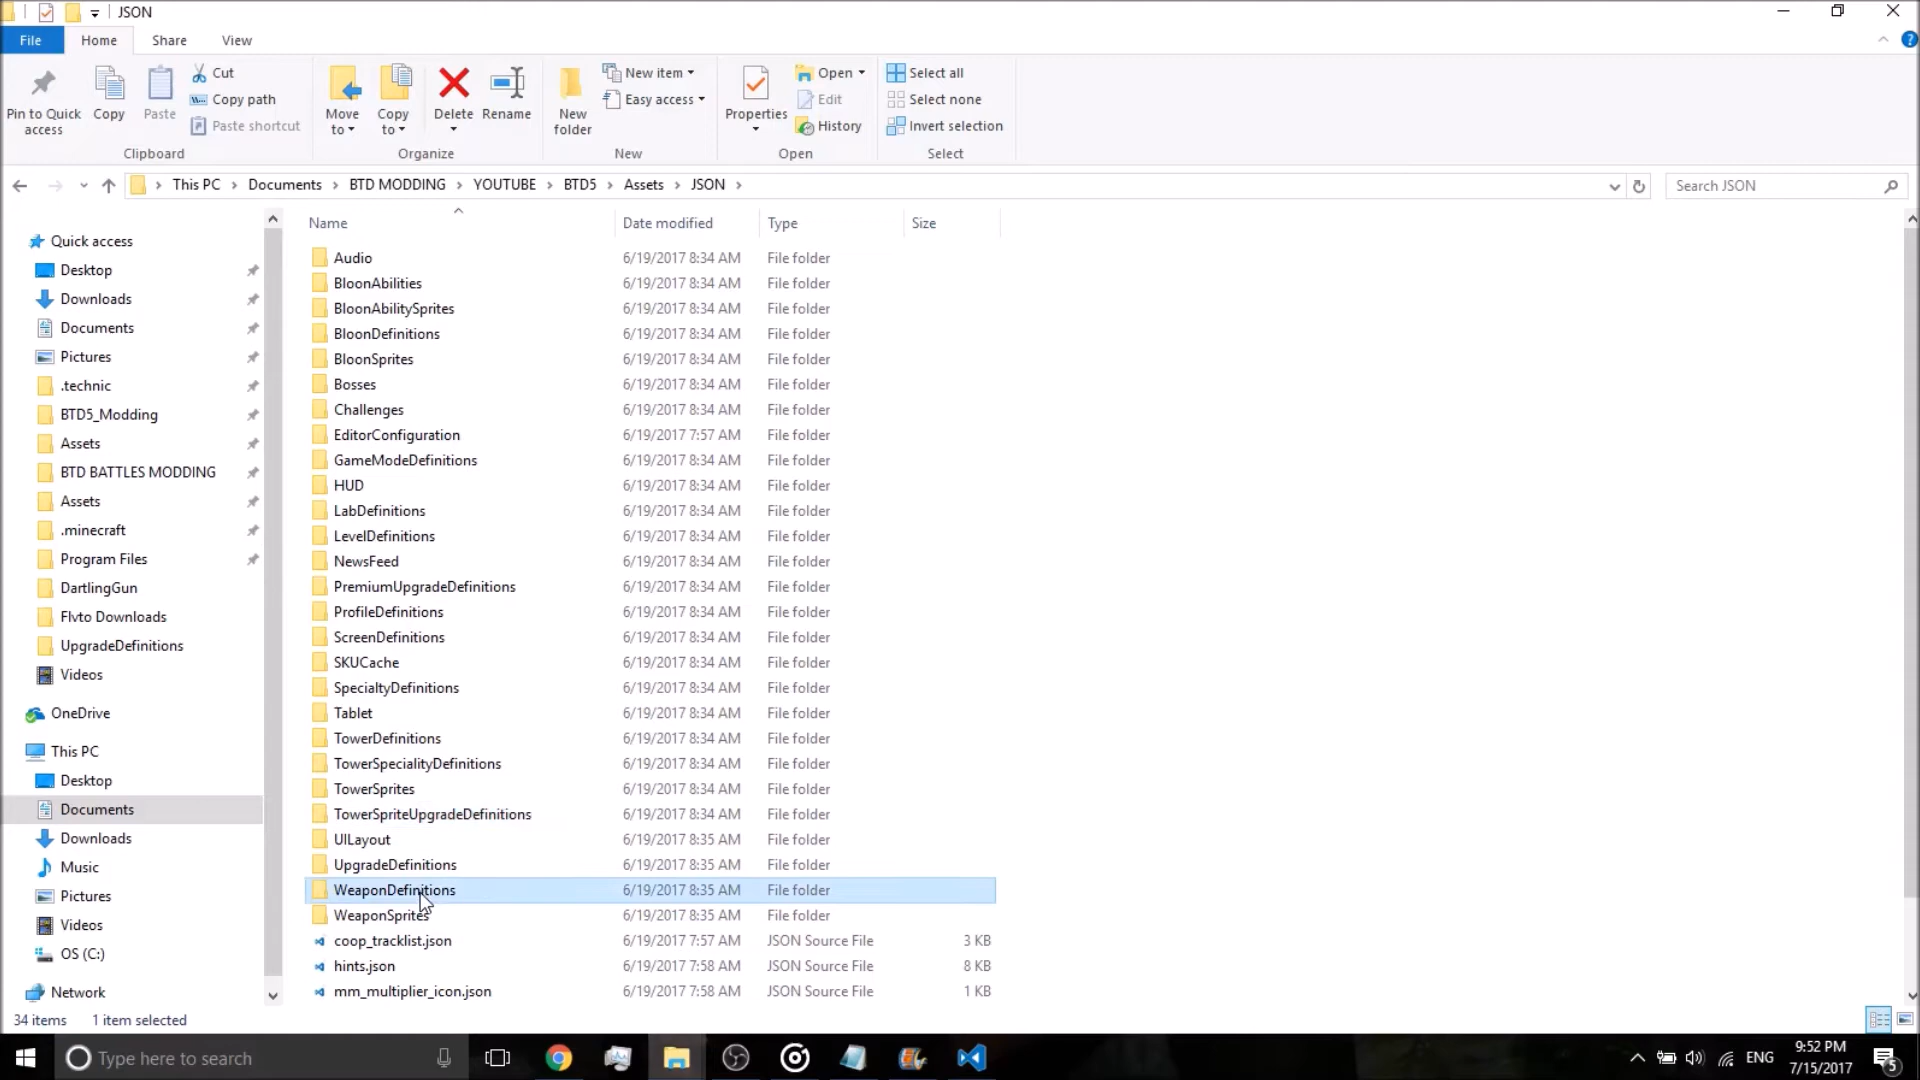 JSON
File Home Share View
Pin to Quick access
Copy
Paste
Cut
Copy path
Paste shortcut
Clipboard
Move to
Copy to
Delete
Rename
Organize
New folder
New item
Easy access
New
Properties
Open
Edit
History
Open
Select all
Select none
Invert selection
Select
This PC Documents BTD MODDING YOUTUBE BTD5 Assets JSON
Search JSON
Quick access
Desktop
Downloads
Documents
Pictures
.technic
BTD5_Modding
Assets
BTD BATTLES MODDING
Assets
.minecraft
Program Files
DartlingGun
Flvto Downloads
UpgradeDefinitions
Videos
OneDrive
This PC
Desktop
Documents
Downloads
Music
Pictures
Videos
OS (C:)
Network
Name Date modified Type Size
Audio 6/19/2017 8:34 AM File folder
BloonAbilities 6/19/2017 8:34 AM File folder
BloonAbilitySprites 6/19/2017 8:34 AM File folder
BloonDefinitions 6/19/2017 8:34 AM File folder
BloonSprites 6/19/2017 8:34 AM File folder
Bosses 6/19/2017 8:34 AM File folder
Challenges 6/19/2017 8:34 AM File folder
EditorConfiguration 6/19/2017 7:57 AM File folder
GameModeDefinitions 6/19/2017 8:34 AM File folder
HUD 6/19/2017 8:34 AM File folder
LabDefinitions 6/19/2017 8:34 AM File folder
LevelDefinitions 6/19/2017 8:34 AM File folder
NewsFeed 6/19/2017 8:34 AM File folder
PremiumUpgradeDefinitions 6/19/2017 8:34 AM File folder
ProfileDefinitions 6/19/2017 8:34 AM File folder
ScreenDefinitions 6/19/2017 8:34 AM File folder
SKUCache 6/19/2017 8:34 AM File folder
SpecialtyDefinitions 6/19/2017 8:34 AM File folder
Tablet 6/19/2017 8:34 AM File folder
TowerDefinitions 6/19/2017 8:34 AM File folder
TowerSpecialityDefinitions 6/19/2017 8:34 AM File folder
TowerSprites 6/19/2017 8:34 AM File folder
TowerSpriteUpgradeDefinitions 6/19/2017 8:34 AM File folder
UILayout 6/19/2017 8:35 AM File folder
UpgradeDefinitions 6/19/2017 8:35 AM File folder
WeaponDefinitions 6/19/2017 8:35 AM File folder
WeaponSprites 6/19/2017 8:35 AM File folder
coop_tracklist.json 6/19/2017 7:57 AM JSON Source File 3 KB
hints.json 6/19/2017 7:58 AM JSON Source File 8 KB
mm_multiplier_icon.json 6/19/2017 7:58 AM JSON Source File 1 KB
34 items 1 item selected
Type here to search
ENG
9:52 PM
7/15/2017
5